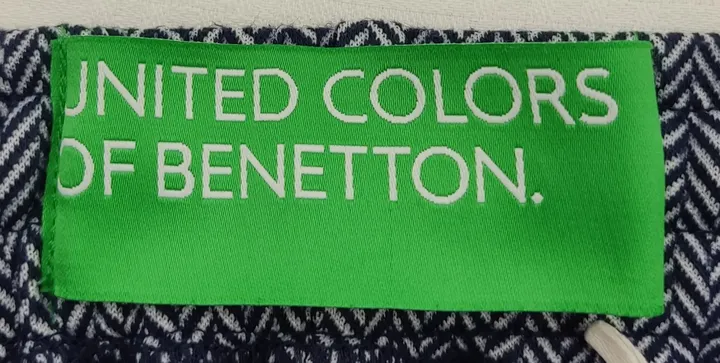 UNITED COLORS
OF BENETTON.